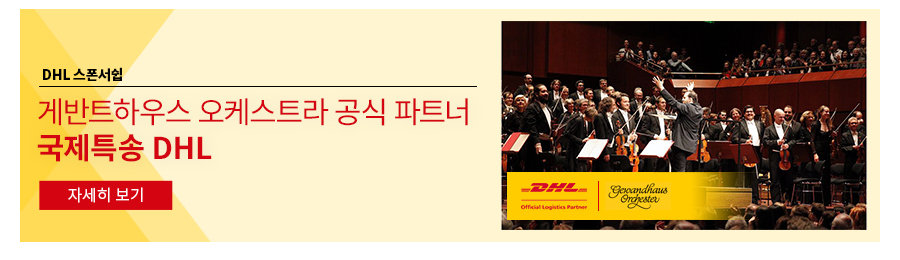 DHL 스폰서쉽
게반트하우스 오케스트라 공식 파트너
국제특송 DHL
자세히 보기
DHL
Official Logistics Partner
Gewandhaus
Orchester